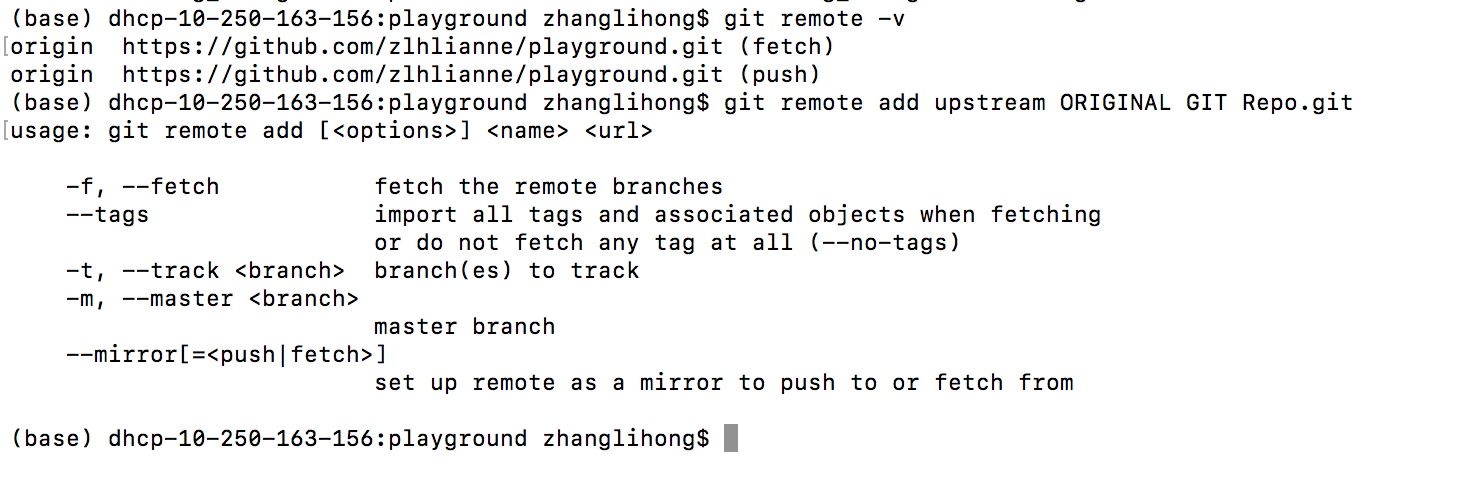 (base) dhcp-10-250-163-156:playground zhanglihong$ git remote -v
[origin  https://github.com/zlhlianne/playground.git (fetch)
origin  https://github.com/zlhlianne/playground.git (push)
(base) dhcp-10-250-163-156:playground zhanglihong$ git remote add upstream ORIGINAL GIT Repo.git
[usage: git remote add [<options>] <name> <url>
-f, --fetch           fetch the remote branches
--tags                import all tags and associated objects when fetching
or do not fetch any tag at all (--no-tags)
-t, --track <branch>  branch(es) to track
-m, --master <branch>
master branch
--mirror[=<push|fetch>]
set up remote as a mirror to push to or fetch from
(base) dhcp-10-250-163-156:playground zhanglihong$